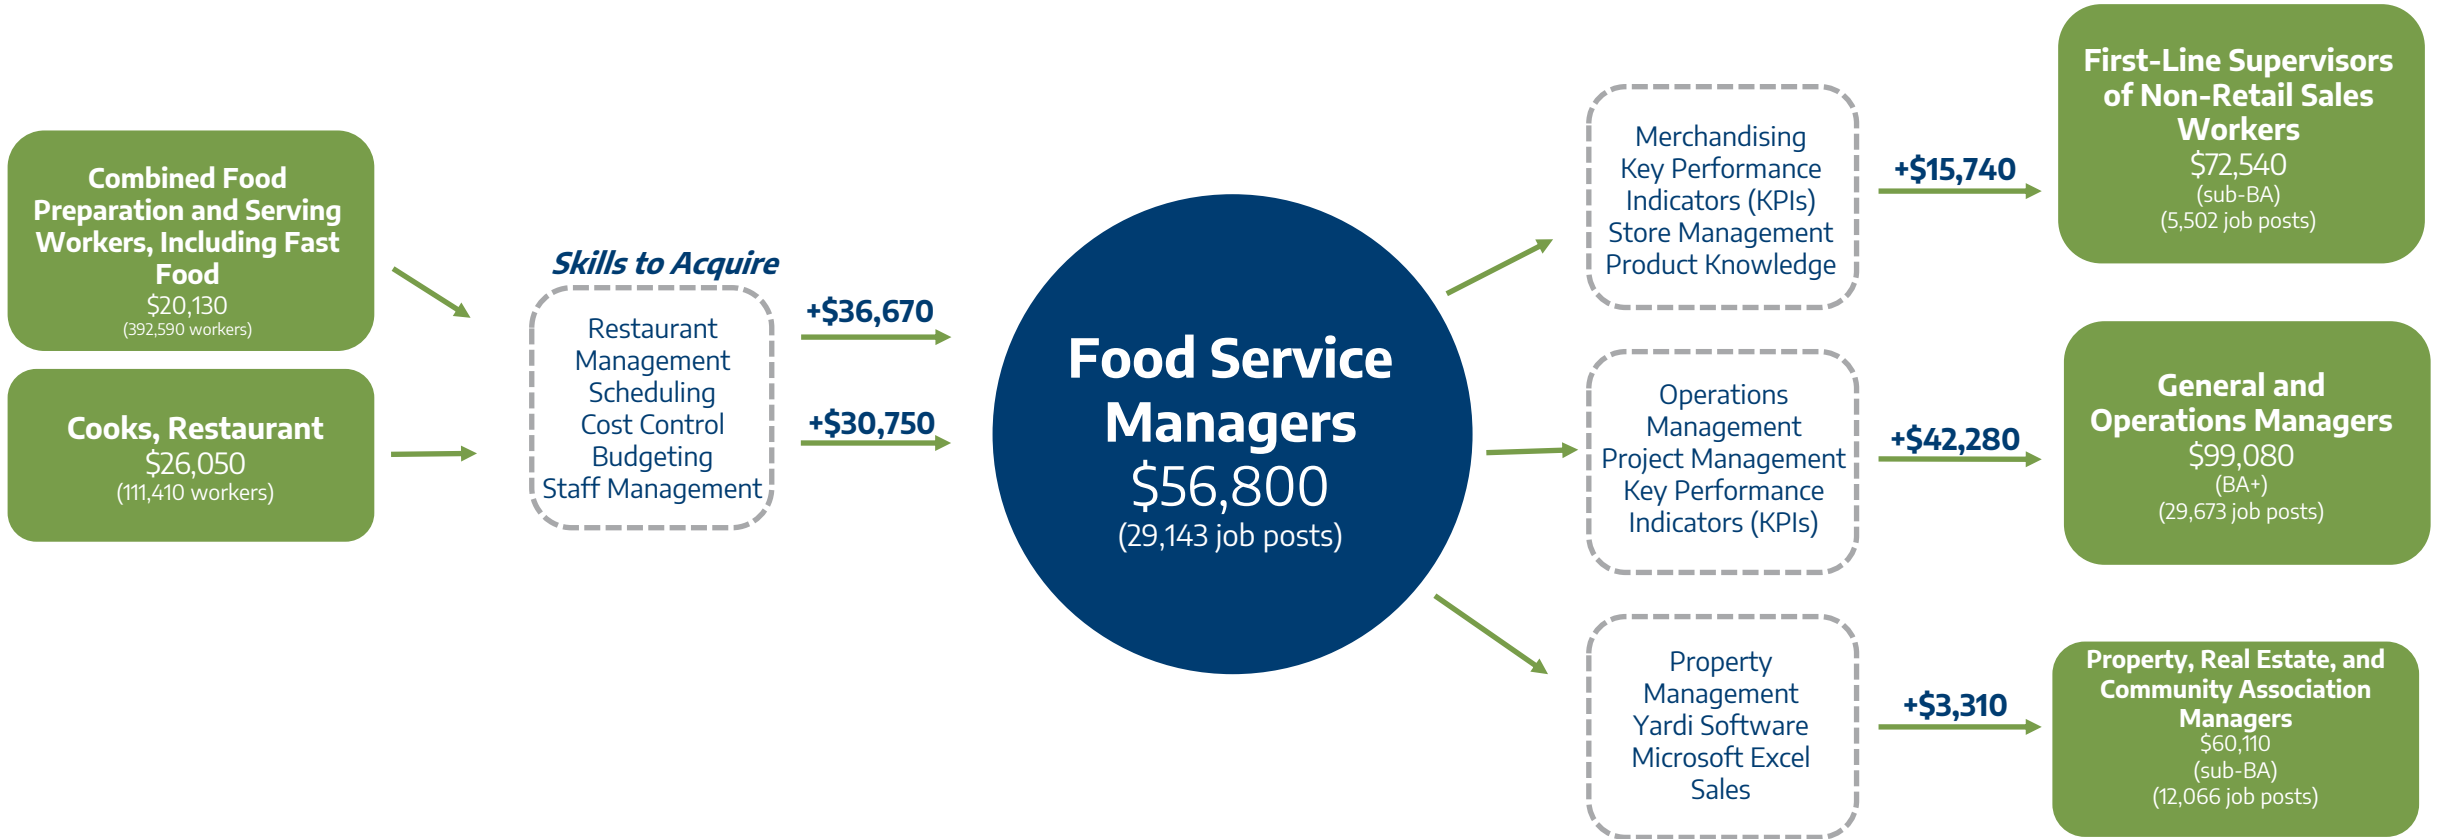 Combined Food
Preparation and Serving
Workers, Including Fast
Food
$20,130
(392,590 workers)
Cooks, Restaurant
$26,050
(111,410 workers)
Skills to Acquire
Restaurant
Management
Scheduling
Cost Control
Budgeting
Staff Management
+$36,670
+$30,750
Food Service
Managers
$56,800
(29,143 job posts)
Merchandising
Key Performance
Indicators (KPIs)
Store Management
Product Knowledge
+$15,740
First-Line Supervisors
of Non-Retail Sales
Workers
$72,540
(sub-BA)
(5,502 job posts)
Operations
Management
Project Management
Key Performance
Indicators (KPIs)
+$42,280
General and
Operations Managers
$99,080
(BA+)
(29,673 job posts)
Property
Management
Yardi Software
Microsoft Excel
Sales
+$3,310
Property, Real Estate, and
Community Association
Managers
$60,110
(sub-BA)
(12,066 job posts)